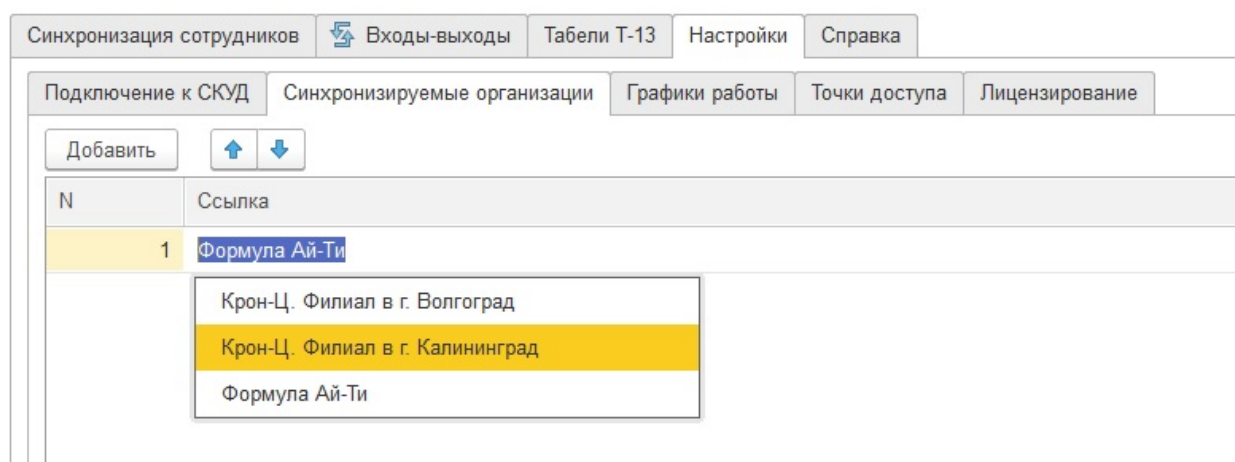 Синхронизация сотрудников Входы-выходы Табели Т-13 Настройки Справка
Подключение к СКУД Синхронизируемые организации Графики работы Точки доступа Лицензирование
Добавить
N Ссылка
1 Формула Ай-Ти
Крон-Ц. Филиал в г. Волгоград
Крон-Ц. Филиал в г. Калининград
Формула Ай-Ти